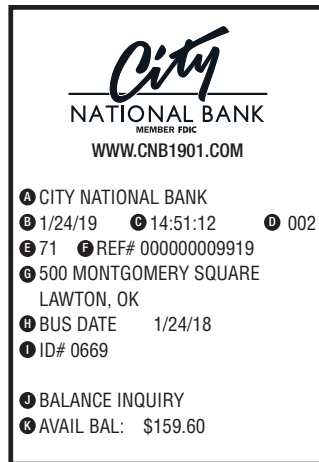 City
NATIONAL BANK
MEMBER FDIC
WWW.CNB1901.COM
A CITY NATIONAL BANK
B 1/24/19 C 14:51:12 D 002
E 71 F REF# 000000009919
G 500 MONTGOMERY SQUARE
LAWTON, OK
H BUS DATE 1/24/18
I ID# 0669
J BALANCE INQUIRY
K AVAIL BAL: $159.60